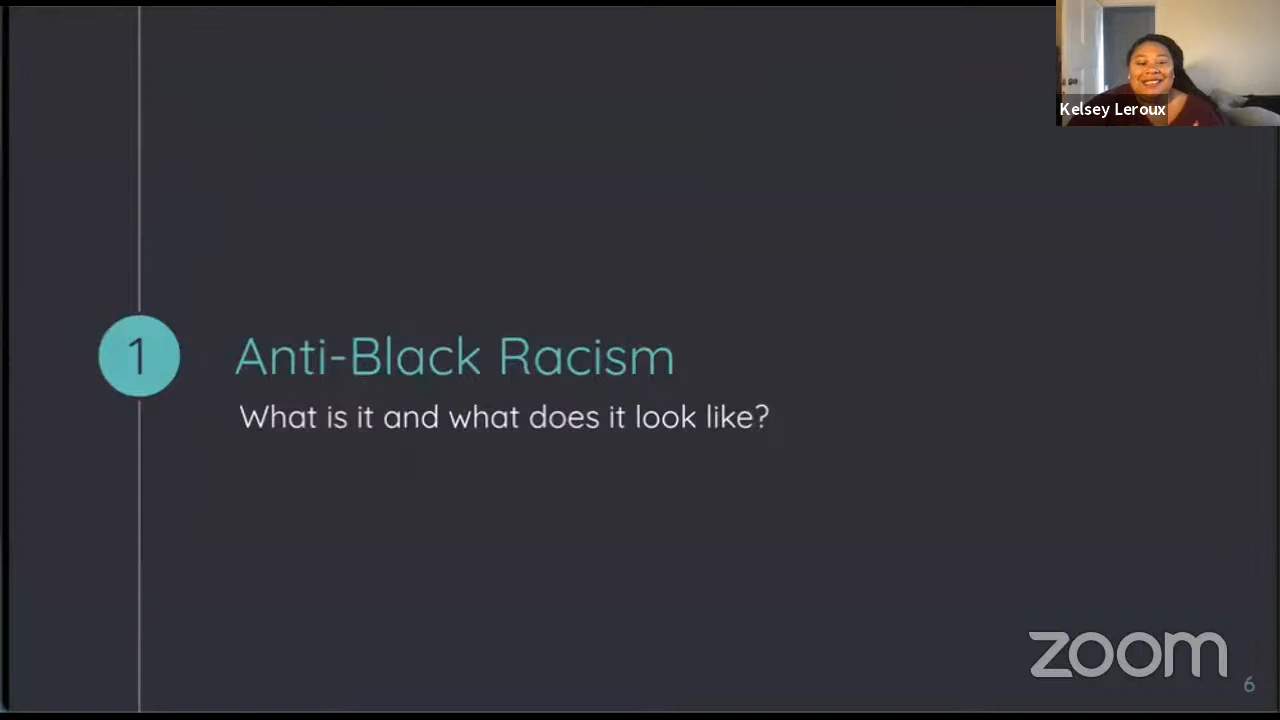 Kelsey Leroux
1
Anti-Black Racism
What is it and what does it look like?
zoom
6